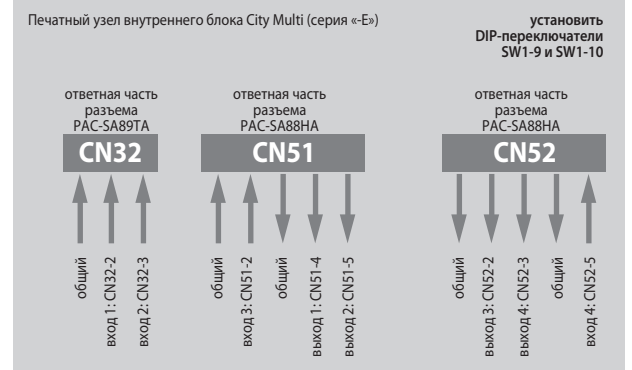 Печатный узел внутреннего блока City Multi (серия «-E»)
установить
DIP-переключатели
SW1-9 и SW1-10
ответная часть
разъема
PAC-SA89TA
CN32
общий
вход 1: CN32-2
вход 2: CN32-3
ответная часть
разъема
PAC-SA88HA
CN51
общий
вход 3: CN51-2
общий
выход 1: CN51-4
выход 2: CN51-5
ответная часть
разъема
PAC-SA88HA
CN52
общий
выход 3: CN52-2
выход 4: CN52-3
общий
вход 4: CN52-5